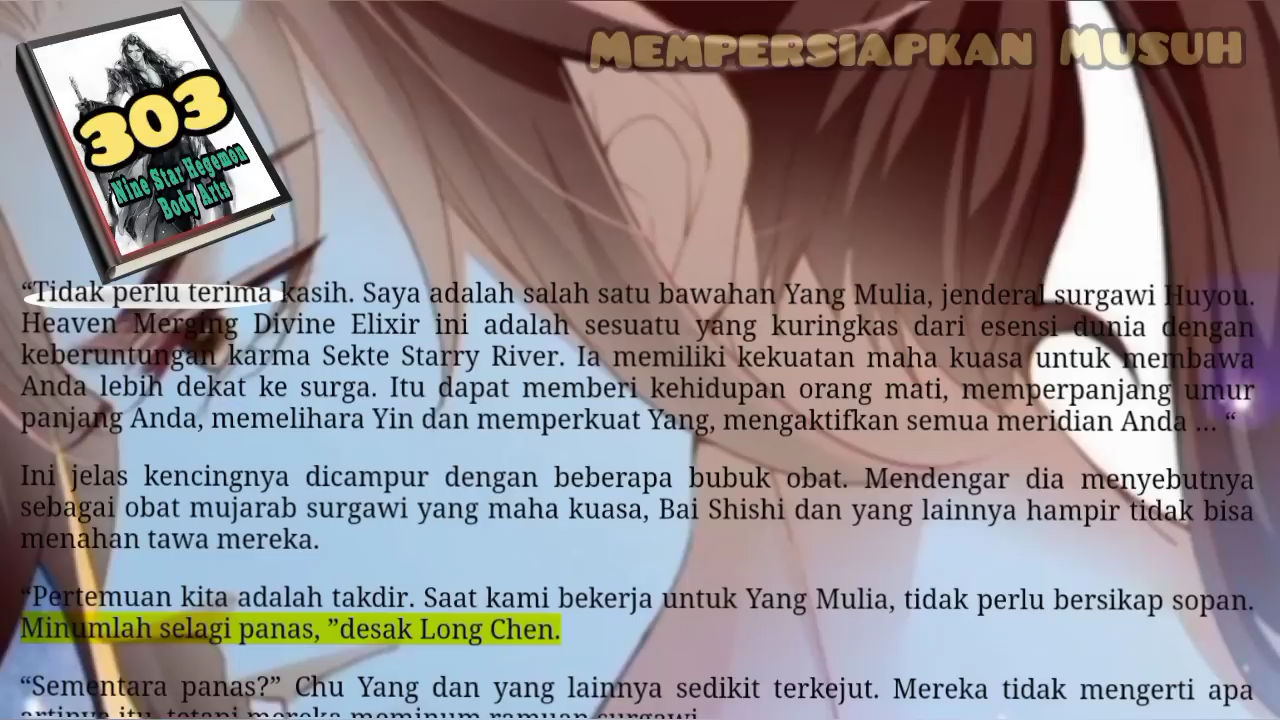 Mempersiapkan Musuh
303
Nine Star Hegemon
Body Arts
“Tidak perlu terima kasih. Saya adalah salah satu bawahan Yang Mulia, jenderal surgawi Huyou.
Heaven Merging Divine Elixir ini adalah sesuatu yang kuringkas dari esensi dunia dengan
keberuntungan karma Sekte Starry River. Ia memiliki kekuatan maha kuasa untuk membawa
Anda lebih dekat ke surga. Itu dapat memberi kehidupan orang mati, memperpanjang umur
panjang Anda, memelihara Yin dan memperkuat Yang, mengaktifkan semua meridian Anda ... “
Ini jelas kencingnya dicampur dengan beberapa bubuk obat. Mendengar dia menyebutnya
sebagai obat mujarab surgawi yang maha kuasa, Bai Shishi dan yang lainnya hampir tidak bisa
menahan tawa mereka.
“Pertemuan kita adalah takdir. Saat kami bekerja untuk Yang Mulia, tidak perlu bersikap sopan.
Minumlah selagi panas, ”desak Long Chen.
“Sementara panas?” Chu Yang dan yang lainnya sedikit terkejut. Mereka tidak mengerti apa
artinya itu, tetapi mereka meminum ramuan surgawi.